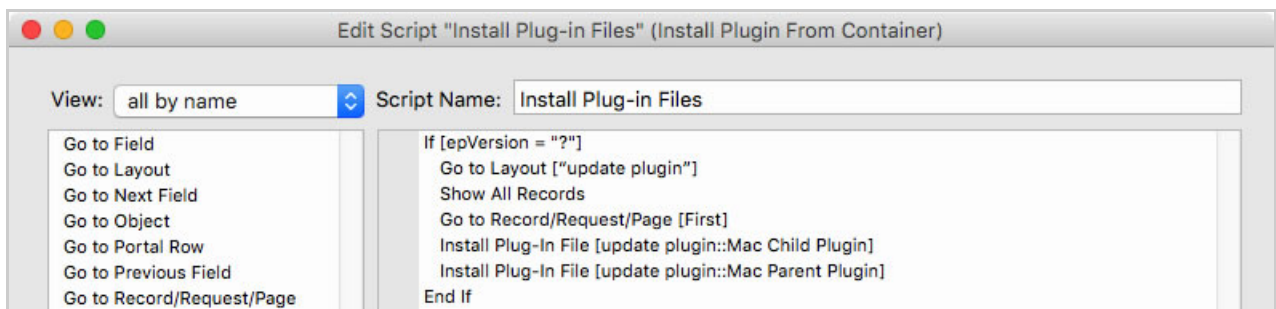 Edit Script "Install Plug-in Files" (Install Plugin From Container)
View: all by name Script Name: Install Plug-in Files
Go to Field
Go to Layout
Go to Next Field
Go to Object
Go to Portal Row
Go to Previous Field
Go to Record/Request/Page
If [epVersion = "?"]
Go to Layout [“update plugin”]
Show All Records
Go to Record/Request/Page [First]
Install Plug-In File [update plugin::Mac Child Plugin]
Install Plug-In File [update plugin::Mac Parent Plugin]
End If